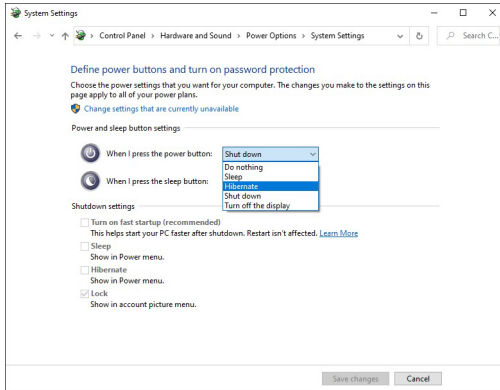 System Settings
Control Panel > Hardware and Sound > Power Options > System Settings
Search C...
Define power buttons and turn on password protection
Choose the power settings that you want for your computer. The changes you make to the settings on this
page apply to all of your power plans.
Change settings that are currently unavailable
Power and sleep button settings
When I press the power button: Shut down
Do nothing
Sleep
When I press the sleep button: Hibernate
Shut down
Turn off the display
Shutdown settings
Turn on fast startup (recommended)
This helps start your PC faster after shutdown. Restart isn't affected. Learn More
Sleep
Show in Power menu.
Hibernate
Show in Power menu.
Lock
Show in account picture menu.
Save changes Cancel